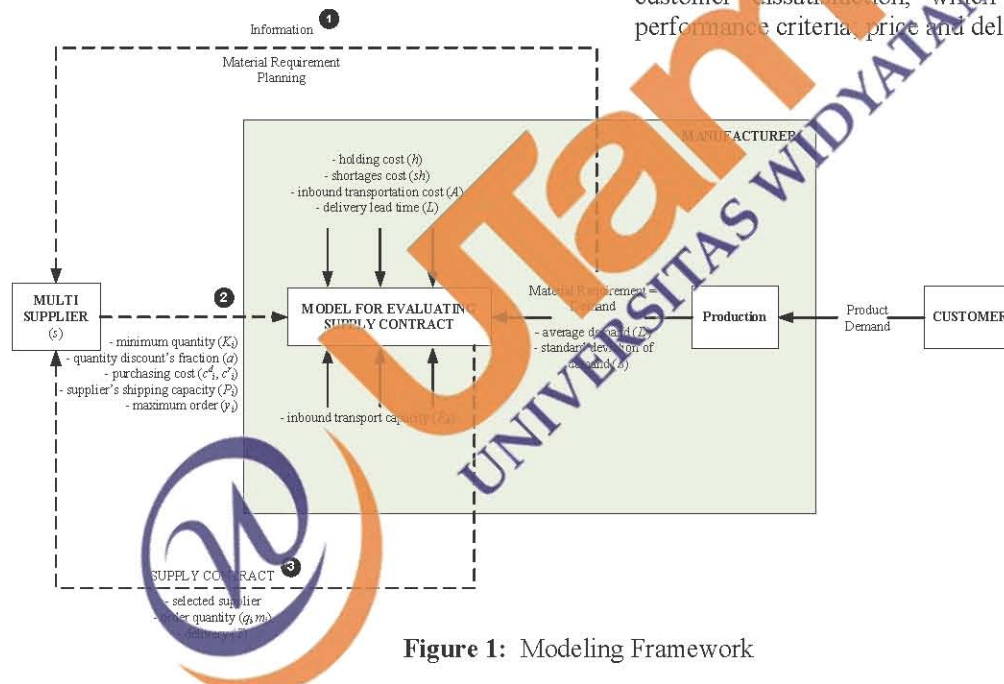 customer dissatisfaction, which
performance criteria; price and del
Information 1
Material Requirement
Planning
MANUFACTURER
- holding cost (h)
- shortages cost (sh)
- inbound transportation cost (A)
- delivery lead time (L)
MULTI
SUPPLIER
(s)
2
- minimum quantity (Ki)
- quantity discount's fraction (a)
- purchasing cost (c^d_i, c^r_i)
- supplier's shipping capacity (Pi)
- maximum order (yi)
MODEL FOR EVALUATING
SUPPLY CONTRACT
- inbound transport capacity
Material Requirement =
Demand
- average demand (D)
- standard deviation of
demand (S)
Production
Product
Demand
CUSTOMER
SUPPLY CONTRACT 3
- selected supplier
- order quantity (qi, mi)
- delivery
UNIVERSITAS WIDYATAMA
Utama
Figure 1: Modeling Framework